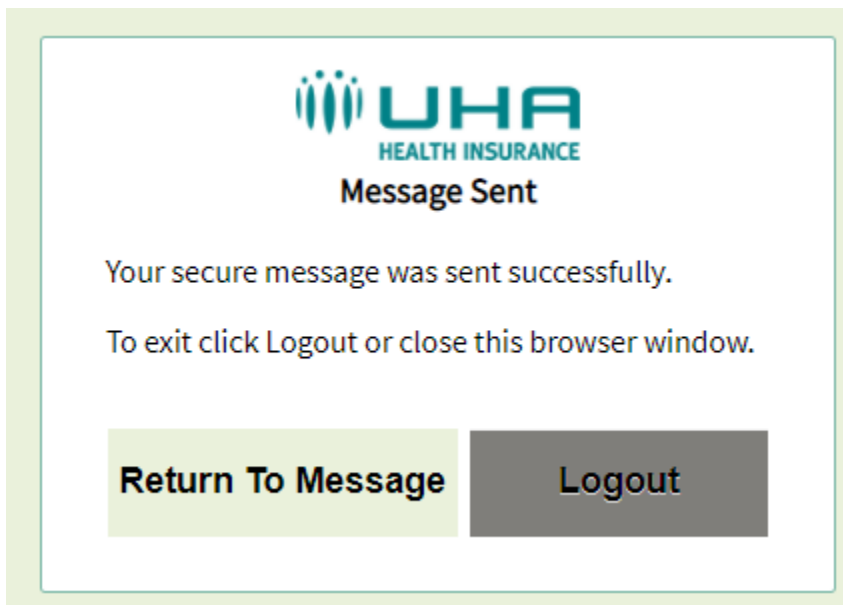 UHA
HEALTH INSURANCE
Message Sent
Your secure message was sent successfully.
To exit click Logout or close this browser window.
Return To Message
Logout